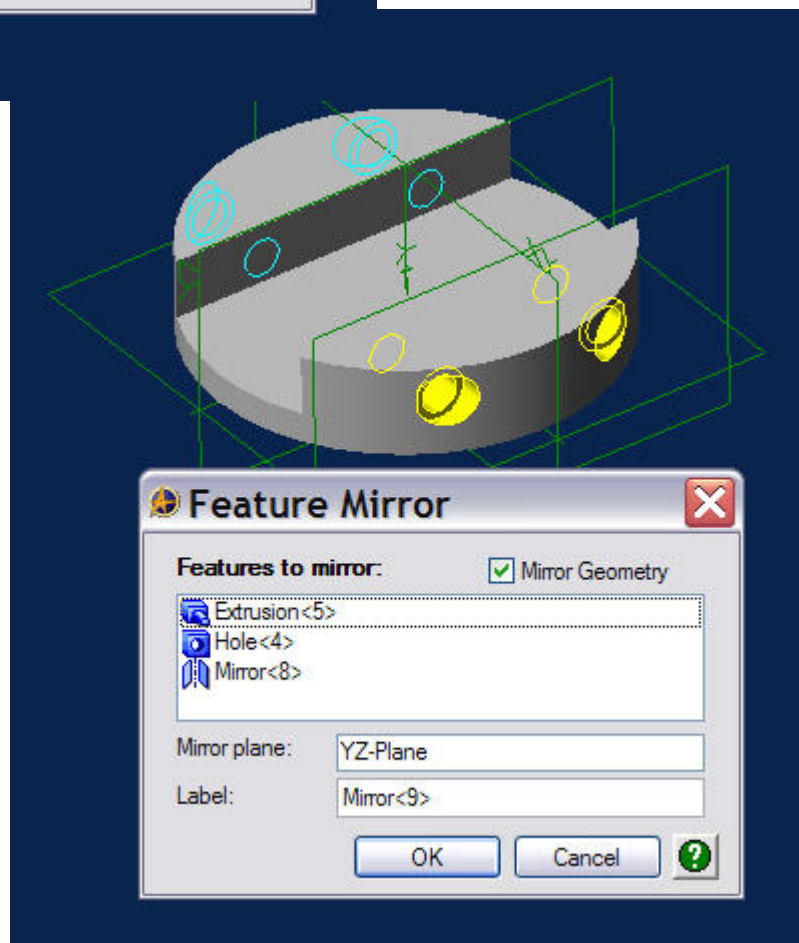 Feature Mirror
Features to mirror:
Mirror Geometry
Extrusion<5>
Hole<4>
Mirror<8>
Mirror plane:
YZ-Plane
Label:
Mirror<9>
OK
Cancel
?